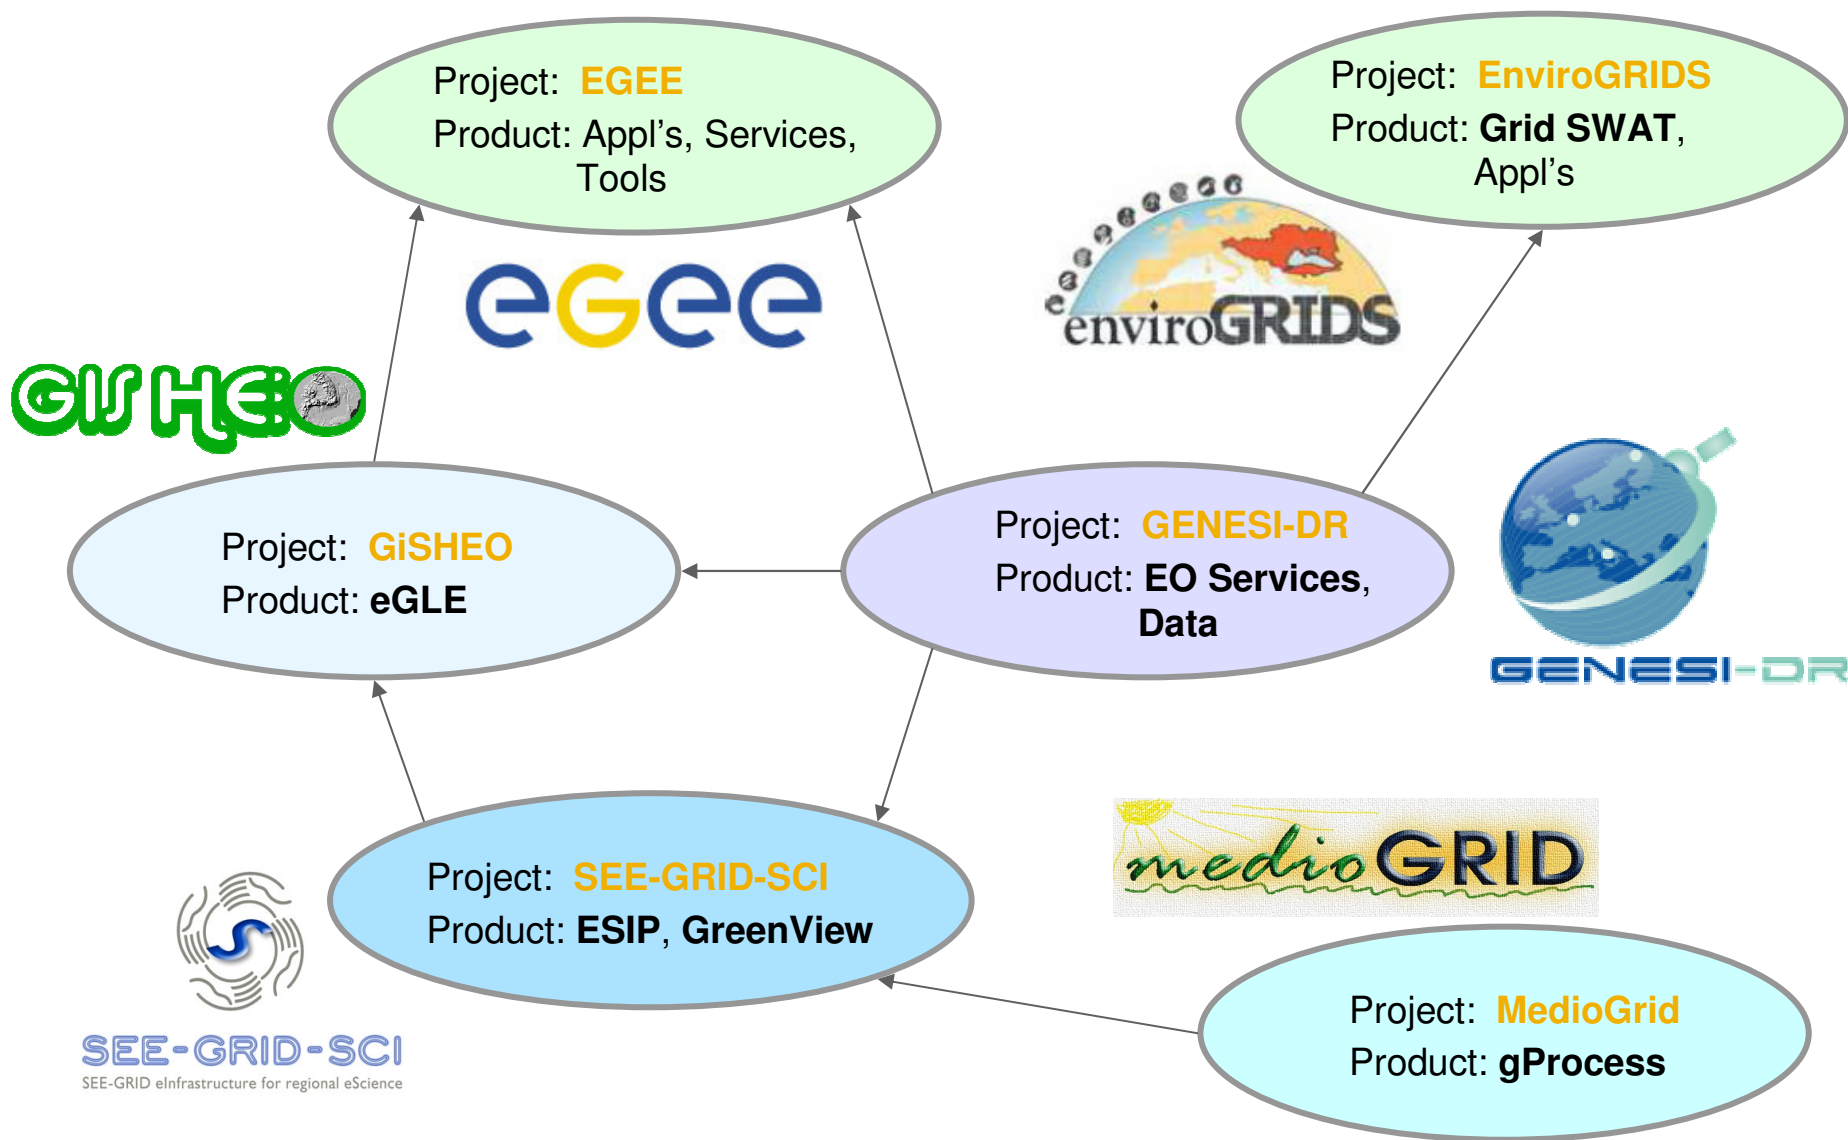 Project: EGEE
Product: Appl's, Services,
Tools
Project: EnviroGRIDS
Product: Grid SWAT,
Appl's
egee
enviroGRIDS
GiSHEO
Project: GiSHEO
Product: eGLE
Project: GENESI-DR
Product: EO Services,
Data
GENESI-DR
Project: SEE-GRID-SCI
Product: ESIP, GreenView
medioGRID
SEE-GRID-SCI
SEE-GRID eInfrastructure for regional eScience
Project: MedioGrid
Product: gProcess